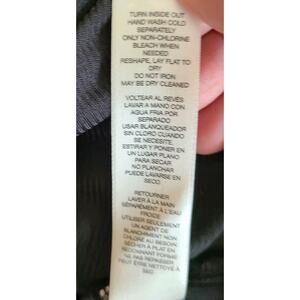 TURN INSIDE OUT
HAND WASH COLD
SEPARATELY
ONLY NON-CHLORINE
BLEACH WHEN
NEEDED
RESHAPE, LAY FLAT TO
DRY
DO NOT IRON
MAY BE DRY CLEANED
VOLTEAR AL REVÉS
LAVAR A MANO CON
AGUA FRIA POR
SEPARADO
USAR BLANQUEADOR
SIN CLORO CUANDO
SE NECESITE.
ESTIRAR Y PONER EN
UN LUGAR PLANO
PARA SECAR
NO PLANCHAR
PUEDE LAVARSE EN
SECO
RETOURNER
LAVER À LA MAIN
SÉPARÉMENT À L'EAU
FROIDE
UTILISER SEULEMENT
UN AGENT DE
BLANCHIMENT NON
CHLORÉ AU BESOIN.
SÉCHER À PLAT EN
REDONNANT FORME
NE PAS REPASSER
PEUT ÊTRE NETTOYÉ À
SEC